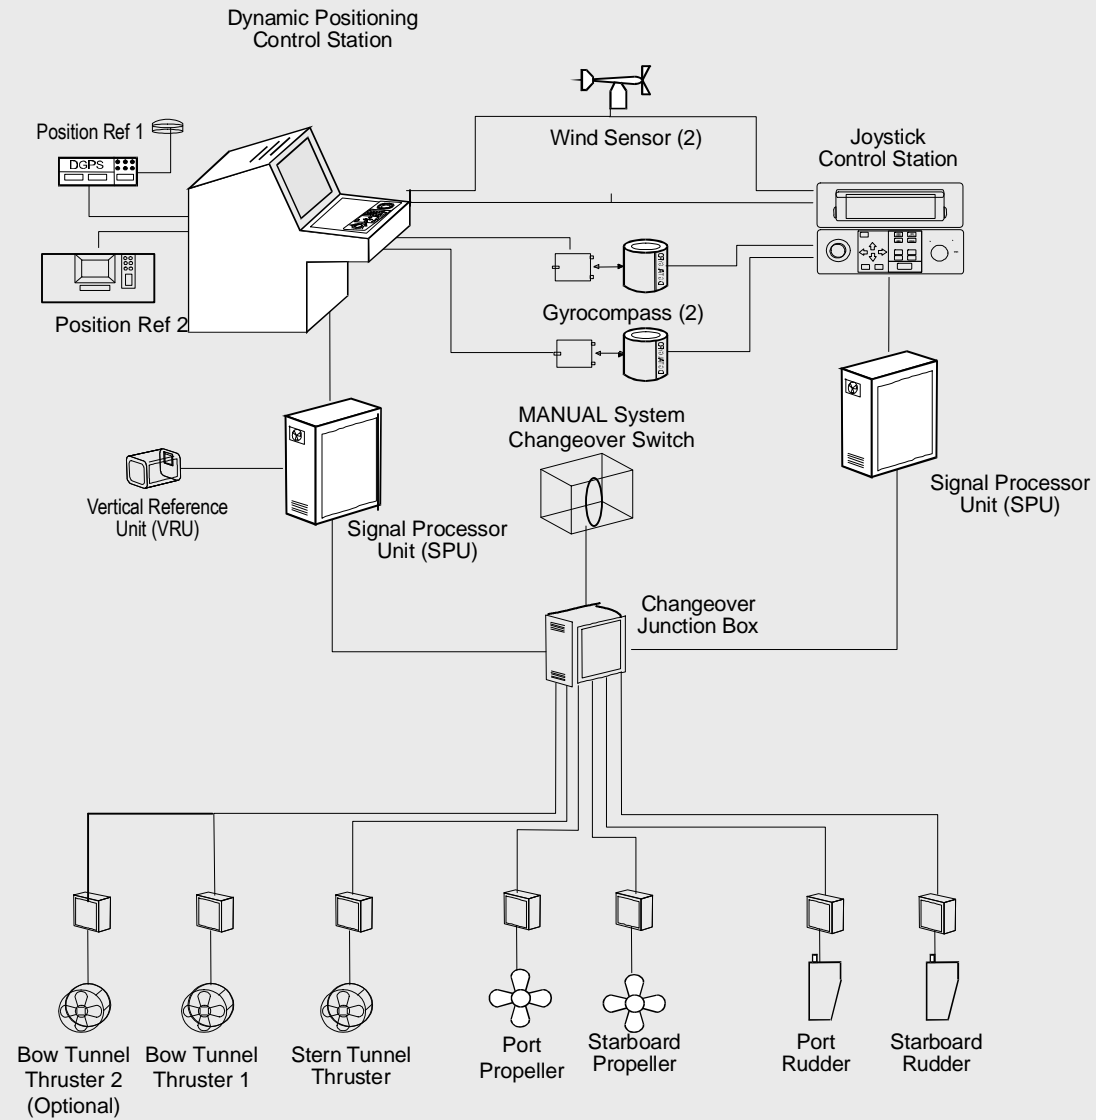 Dynamic Positioning
Control Station
Position Ref 1
DGPS
Position Ref 2
Wind Sensor (2)
Joystick
Control Station
Gyrocompass (2)
MANUAL System
Changeover Switch
Vertical Reference
Unit (VRU)
Signal Processor
Unit (SPU)
Signal Processor
Unit (SPU)
Changeover
Junction Box
Bow Tunnel
Thruster 2
(Optional)
Bow Tunnel
Thruster 1
Stern Tunnel
Thruster
Port
Propeller
Starboard
Propeller
Port
Rudder
Starboard
Rudder